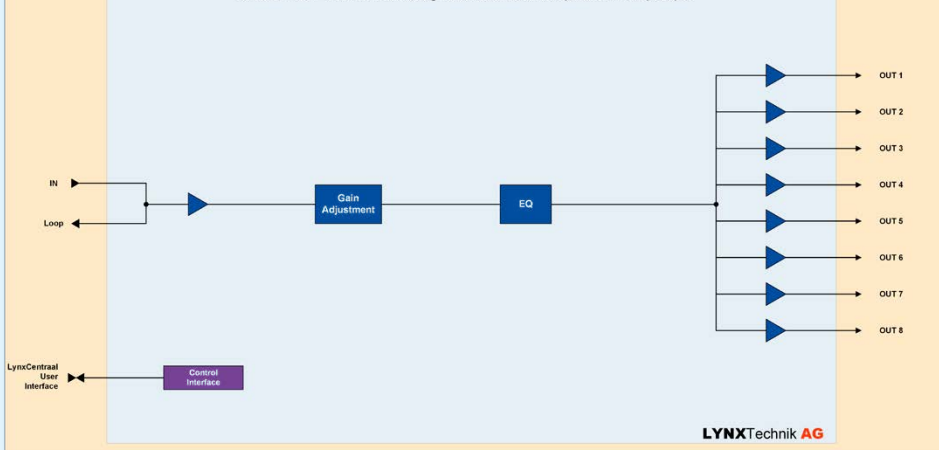 OUT 1
OUT 2
OUT 3
IN
Gain
Adjustment
EQ
OUT 4
Loop
OUT 5
OUT 6
OUT 7
OUT 8
LynxCentraal
User
Interface
Control
Interface
LYNXTechnik AG